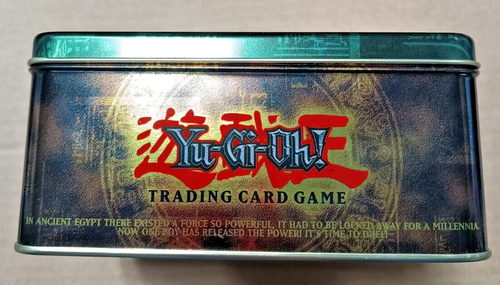 遊戯王
Yu-Gi-Oh!
TRADING CARD GAME
IN ANCIENT EGYPT THERE EXISTED A FORCE SO POWERFUL, IT HAD TO BE LOCKED AWAY FOR A MILLENNIA.
NOW ONE BOY HAS RELEASED THE POWER! IT'S TIME TO DUEL!